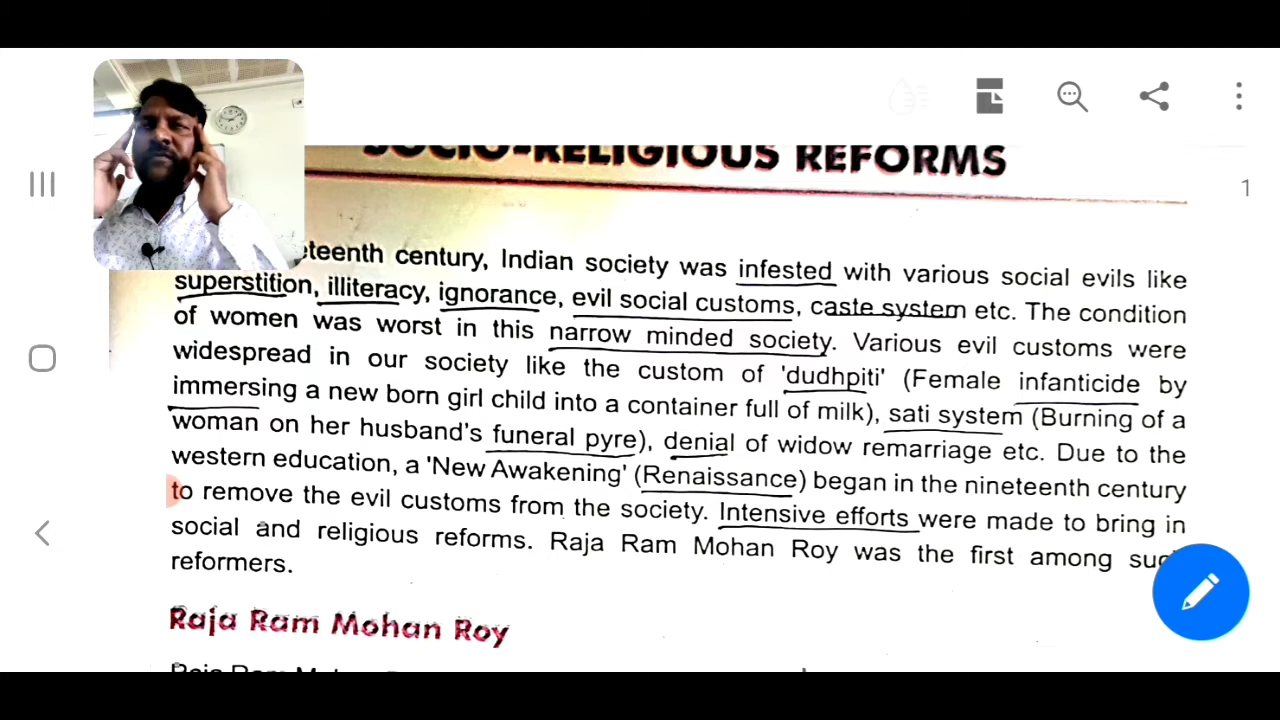 SOCIO-RELIGIOUS REFORMS
1
teenth century, Indian society was infested with various social evils like
superstition, illiteracy, ignorance, evil social customs, caste system etc. The condition
of women was worst in this narrow minded society. Various evil customs were
widespread in our society like the custom of 'dudhpiti' (Female infanticide by
immersing a new born girl child into a container full of milk), sati system (Burning of a
woman on her husband's funeral pyre), denial of widow remarriage etc. Due to the
western education, a 'New Awakening' (Renaissance) began in the nineteenth century
to remove the evil customs from the society. Intensive efforts were made to bring in
social and religious reforms. Raja Ram Mohan Roy was the first among such
reformers.
Raja Ram Mohan Roy
Raja Ram